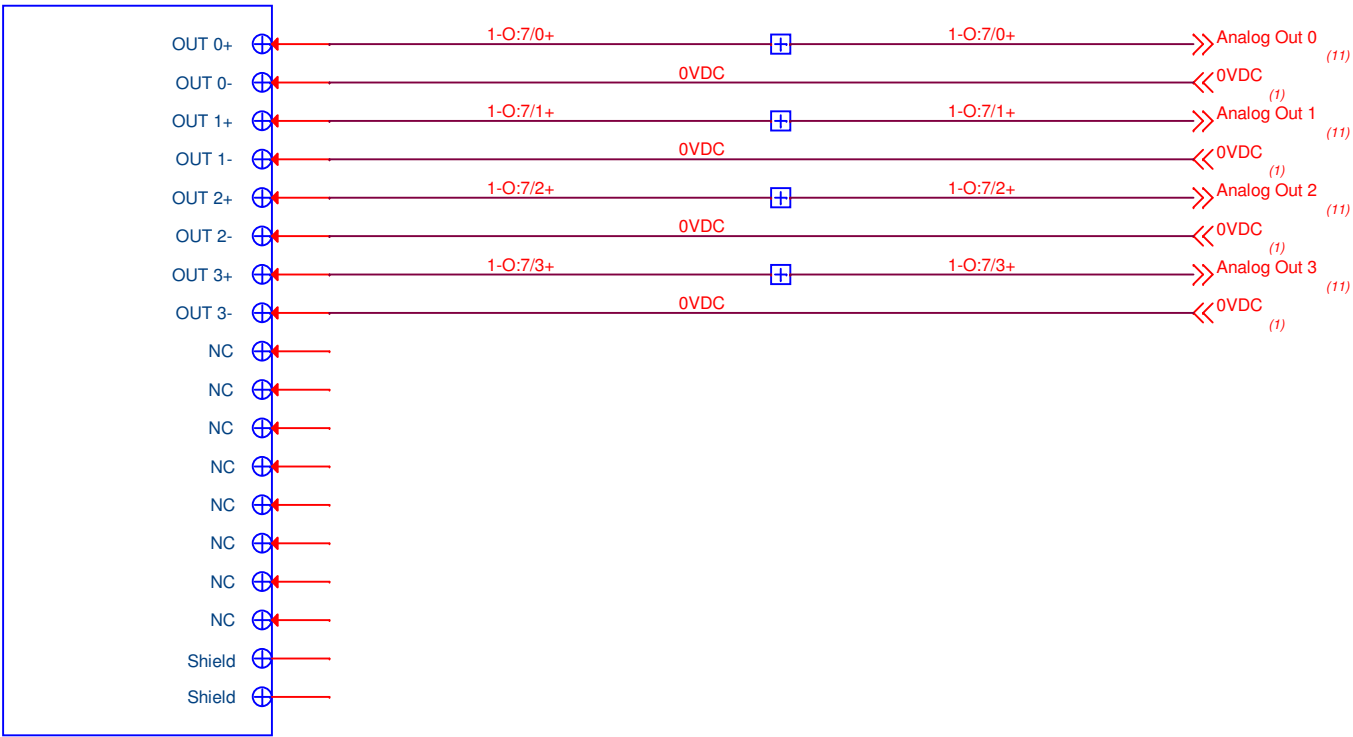 OUT 0+ 1-O:7/0+ 1-O:7/0+ Analog Out 0
(11)
OUT 0- 0VDC 0VDC
(1)
OUT 1+ 1-O:7/1+ 1-O:7/1+ Analog Out 1
(11)
OUT 1- 0VDC 0VDC
(1)
OUT 2+ 1-O:7/2+ 1-O:7/2+ Analog Out 2
(11)
OUT 2- 0VDC 0VDC
(1)
OUT 3+ 1-O:7/3+ 1-O:7/3+ Analog Out 3
(11)
OUT 3- 0VDC 0VDC
(1)
NC
NC
NC
NC
NC
NC
NC
NC
Shield
Shield